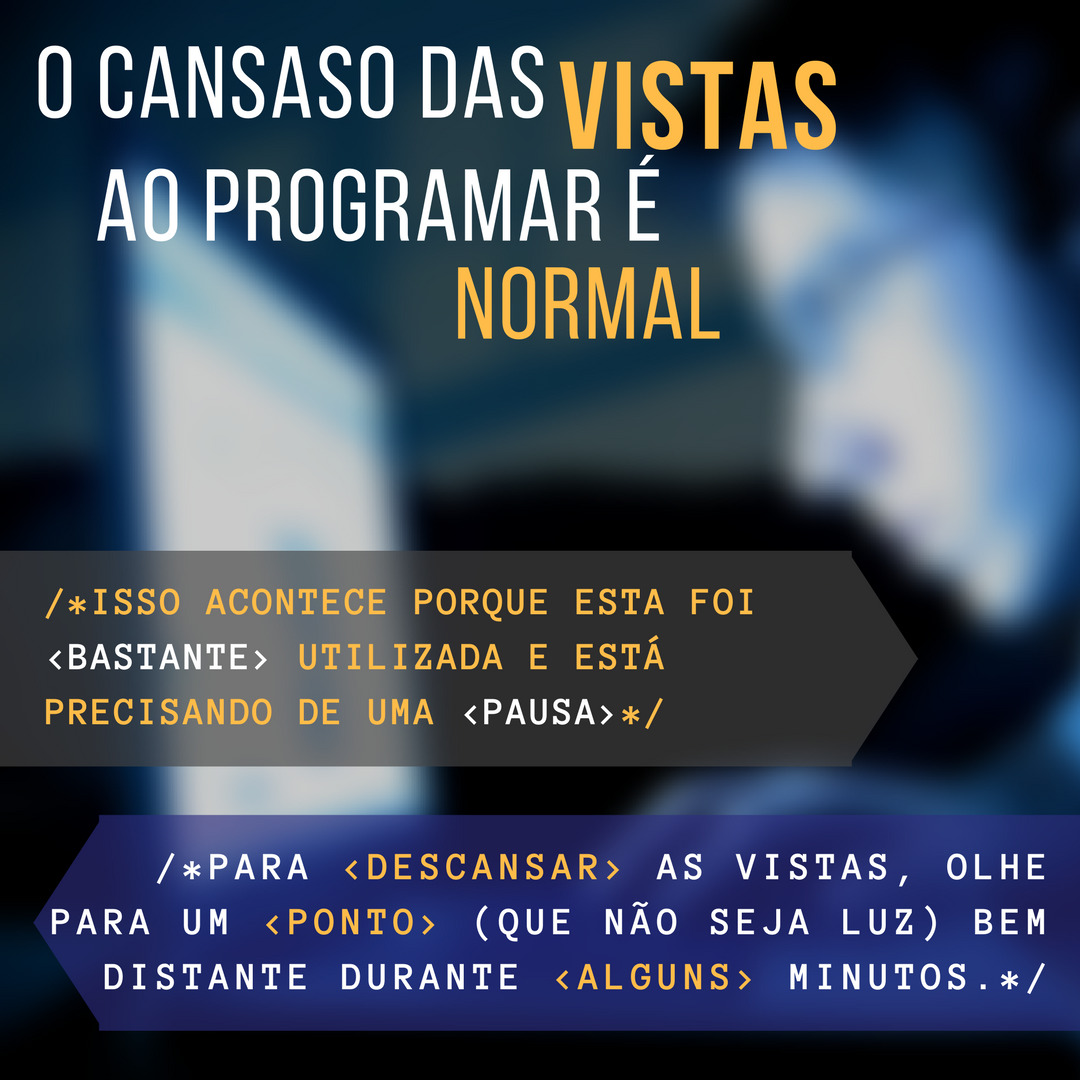 O CANSASO DAS VISTAS
AO PROGRAMAR É
NORMAL
/*ISSO ACONTECE PORQUE ESTA FOI
<BASTANTE> UTILIZADA E ESTÁ
PRECISANDO DE UMA <PAUSA>*/
/*PARA <DESCANSAR> AS VISTAS, OLHE
PARA UM <PONTO> (QUE NÃO SEJA LUZ) BEM
DISTANTE DURANTE <ALGUNS> MINUTOS.*/